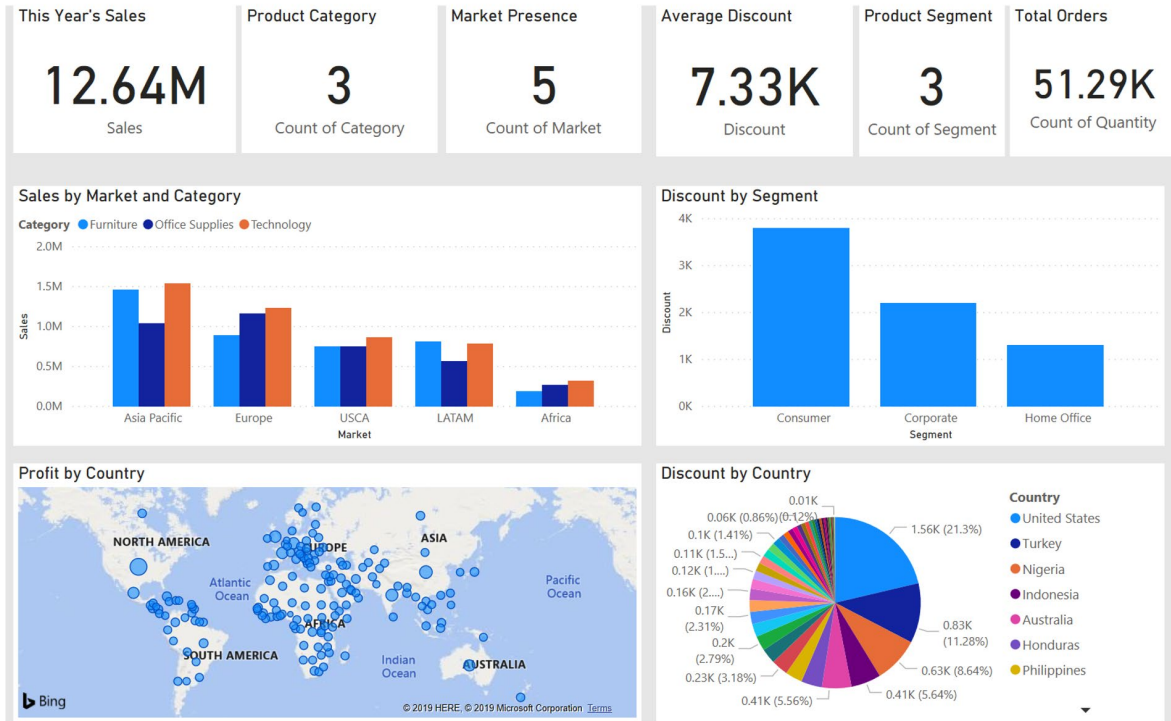 This Year's Sales
12.64M
Sales
Product Category
3
Count of Category
Market Presence
5
Count of Market
Average Discount
7.33K
Discount
Product Segment
3
Count of Segment
Total Orders
51.29K
Count of Quantity
Sales by Market and Category
Category Furniture Office Supplies Technology
2.0M
1.5M
1.0M
0.5M
0.0M
Sales
Asia Pacific Europe USCA LATAM Africa
Market
Discount by Segment
4K
3K
2K
1K
0K
Discount
Consumer Corporate Home Office
Segment
Profit by Country
NORTH AMERICA
EUROPE
ASIA
Atlantic
Ocean
Pacific
Ocean
AFRICA
SOUTH AMERICA
Indian
Ocean
AUSTRALIA
Bing
© 2019 HERE, © 2019 Microsoft Corporation Terms
Discount by Country
0.01K
(0.12%)
0.06K (0.86%)
0.1K (1.41%)
0.11K (1.5...)
0.12K (1....)
0.16K (2....)
0.17K
(2.31%)
0.2K
(2.79%)
0.23K (3.18%)
0.41K (5.56%)
0.41K (5.64%)
0.63K (8.64%)
0.83K
(11.28%)
1.56K (21.3%)
Country
United States
Turkey
Nigeria
Indonesia
Australia
Honduras
Philippines